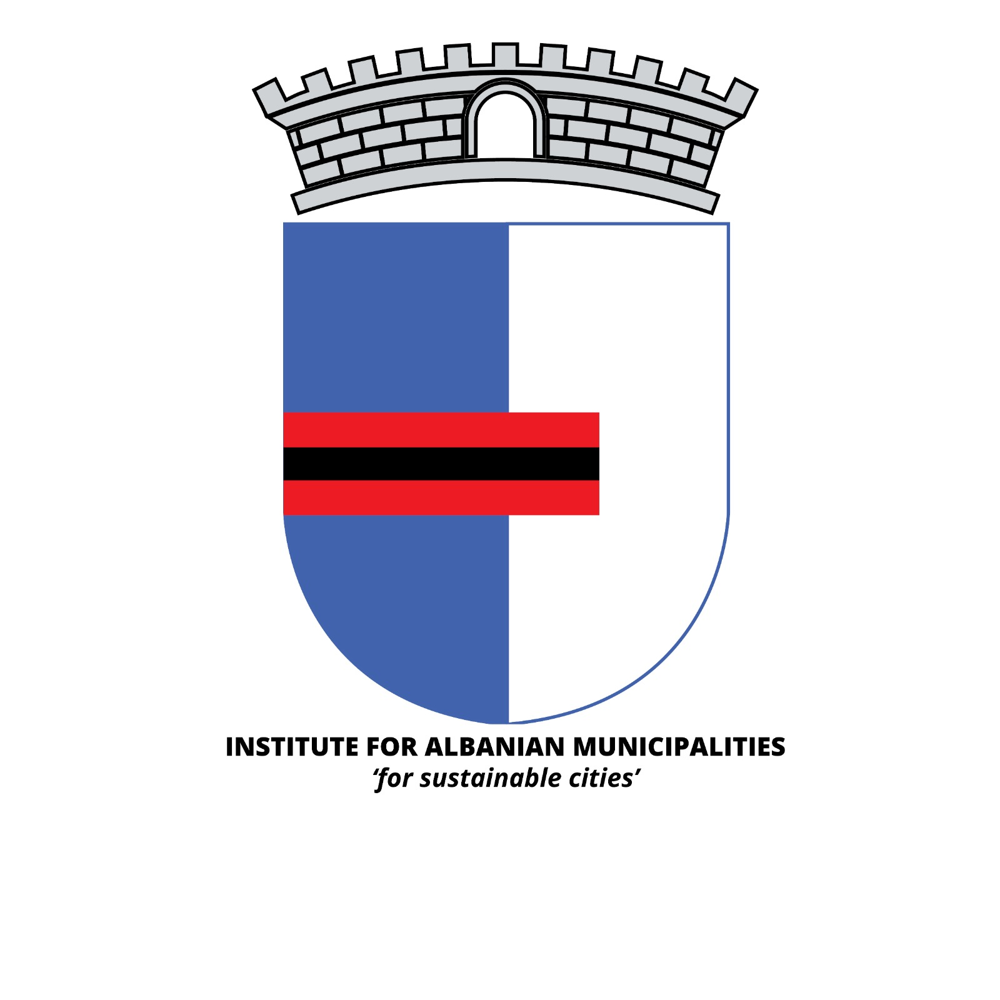 INSTITUTE FOR ALBANIAN MUNICIPALITIES
‘for sustainable cities’